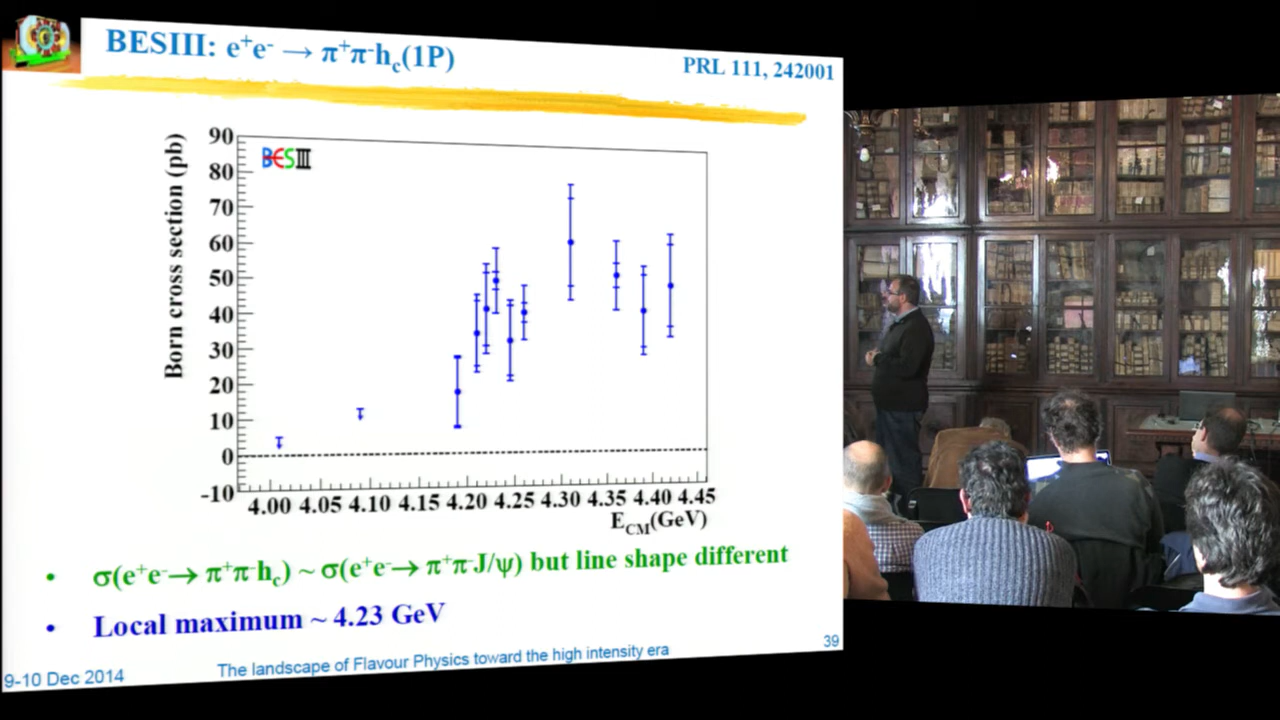 BESIII: e⁺e⁻ → π⁺π⁻h_c(1P)
PRL 111, 242001
BESIII
Born cross section (pb)
90
80
70
60
50
40
30
20
10
0
-10
4.00 4.05 4.10 4.15 4.20 4.25 4.30 4.35 4.40 4.45
E_CM(GeV)
• σ(e⁺e⁻→ π⁺π⁻h_c) ~ σ(e⁺e⁻→ π⁺π⁻J/ψ) but line shape different
• Local maximum ~ 4.23 GeV
9-10 Dec 2014
The landscape of Flavour Physics toward the high intensity era
39